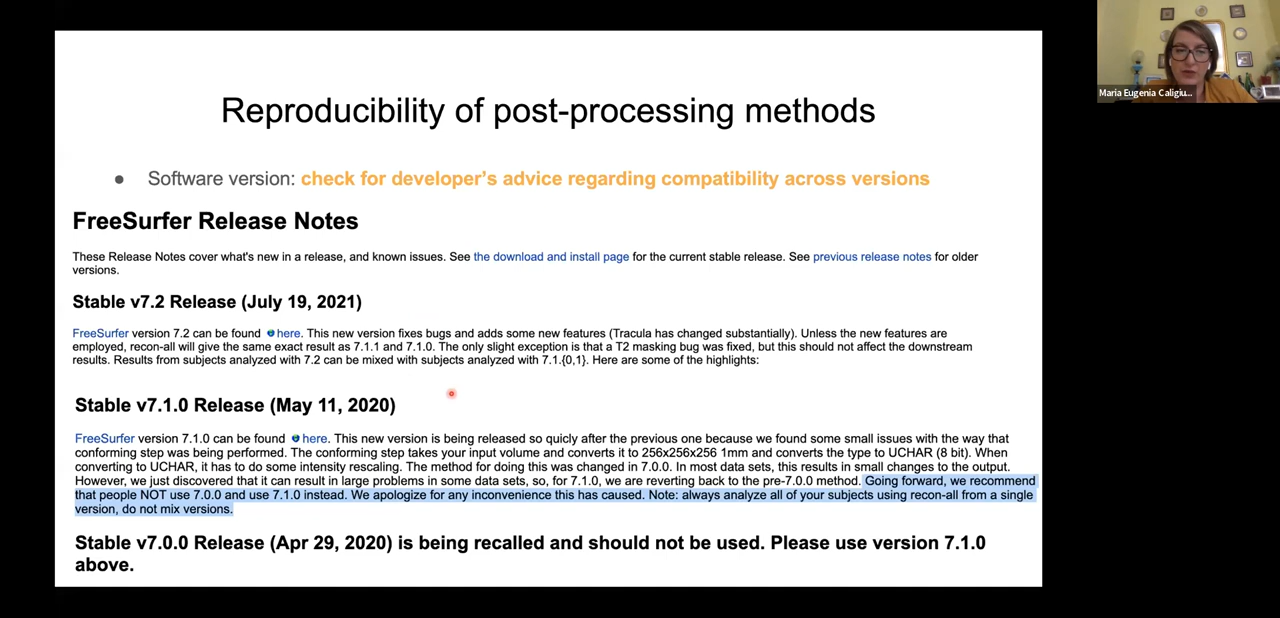 Reproducibility of post-processing methods
Maria Eugenia Caligiu...
● Software version: check for developer's advice regarding compatibility across versions
FreeSurfer Release Notes
These Release Notes cover what's new in a release, and known issues. See the download and install page for the current stable release. See previous release notes for older
versions.
Stable v7.2 Release (July 19, 2021)
FreeSurfer version 7.2 can be found here. This new version fixes bugs and adds some new features (Tracula has changed substantially). Unless the new features are
employed, recon-all will give the same exact result as 7.1.1 and 7.1.0. The only slight exception is that a T2 masking bug was fixed, but this should not affect the downstream
results. Results from subjects analyzed with 7.2 can be mixed with subjects analyzed with 7.1.{0,1}. Here are some of the highlights:
Stable v7.1.0 Release (May 11, 2020)
FreeSurfer version 7.1.0 can be found here. This new version is being released so quicly after the previous one because we found some small issues with the way that
conforming step was being performed. The conforming step takes your input volume and converts it to 256x256x256 1mm and converts the type to UCHAR (8 bit). When
converting to UCHAR, it has to do some intensity rescaling. The method for doing this was changed in 7.0.0. In most data sets, this results in small changes to the output.
However, we just discovered that it can result in large problems in some data sets, so, for 7.1.0, we are reverting back to the pre-7.0.0 method. Going forward, we recommend
that people NOT use 7.0.0 and use 7.1.0 instead. We apologize for any inconvenience this has caused. Note: always analyze all of your subjects using recon-all from a single
version, do not mix versions.
Stable v7.0.0 Release (Apr 29, 2020) is being recalled and should not be used. Please use version 7.1.0
above.